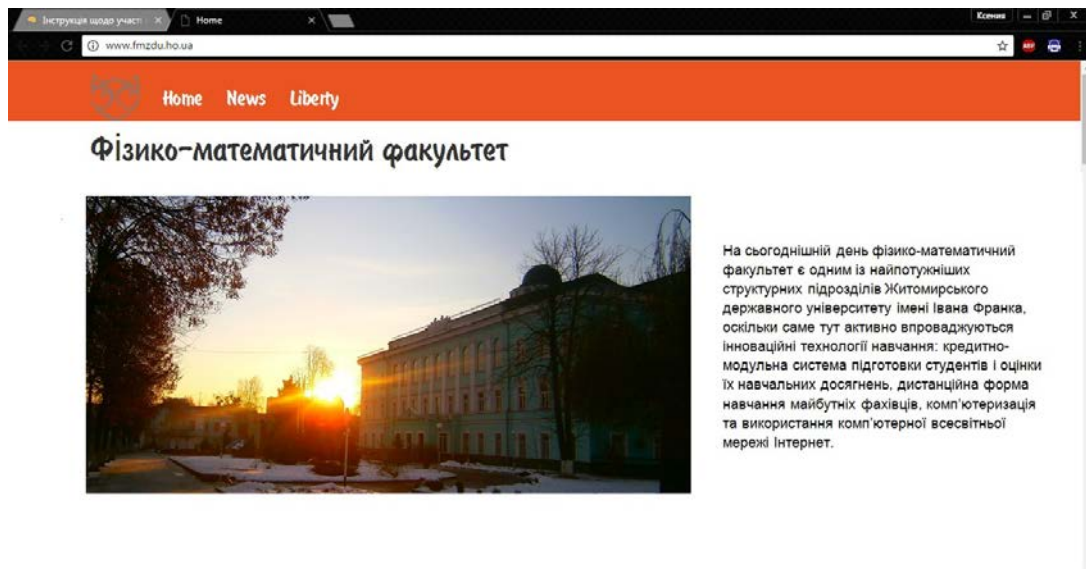 Інструкція щодо участі
Home
Ксения
www.fmzdu.ho.ua
ABP
Home News Liberty
Фізико-математичний факультет
На сьогоднішній день фізико-математичний
факультет є одним із найпотужніших
структурних підрозділів Житомирського
державного університету імені Івана Франка,
оскільки саме тут активно впроваджуються
інноваційні технології навчання: кредитно-
модульна система підготовки студентів і оцінки
їх навчальних досягнень, дистанційна форма
навчання майбутніх фахівців, комп'ютеризація
та використання комп'ютерної всесвітньої
мережі Інтернет.